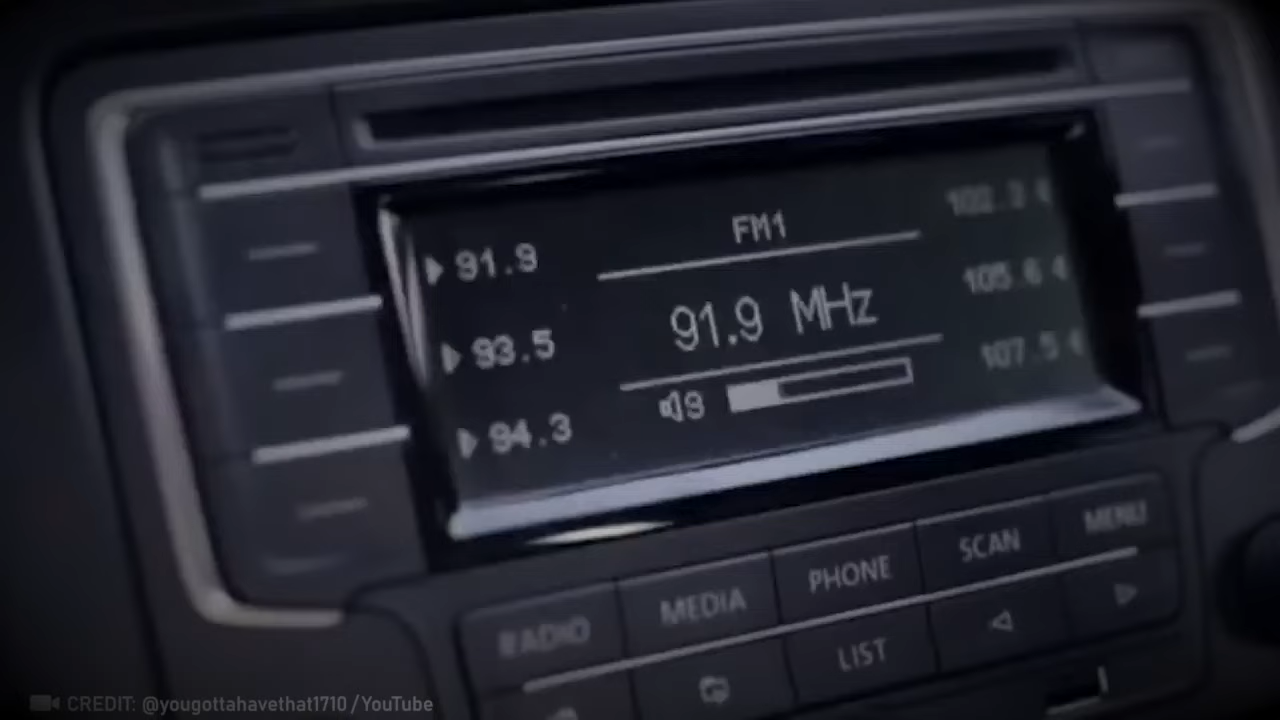 FM1
91.9
91.9 MHz
93.5
9
94.3
105.6
107.5
RADIO
MEDIA
PHONE
SCAN
MENU
LIST
CREDIT: @yougottahavethat1710 / YouTube